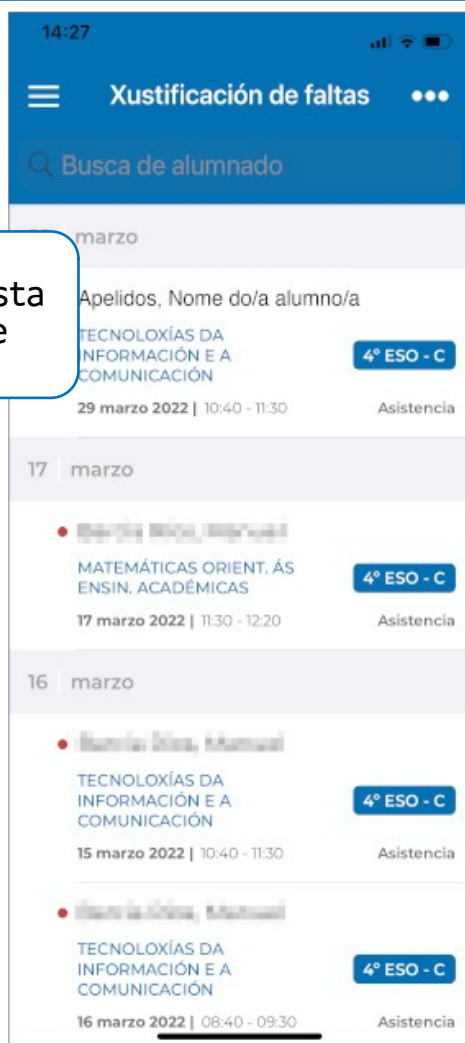 14:27
Xustificación de faltas
Busca de alumnado
marzo
sta
e
Apelidos, Nome do/a alumno/a
TECNOLOXÍAS DA
INFORMACIÓN E A
COMUNICACIÓN
4º ESO - C
29 marzo 2022 | 10:40 - 11:30
Asistencia
17 marzo
MATEMÁTICAS ORIENT. ÁS
ENSIN. ACADÉMICAS
4º ESO - C
17 marzo 2022 | 11:30 - 12:20
Asistencia
16 marzo
TECNOLOXÍAS DA
INFORMACIÓN E A
COMUNICACIÓN
4º ESO - C
15 marzo 2022 | 10:40 - 11:30
Asistencia
TECNOLOXÍAS DA
INFORMACIÓN E A
COMUNICACIÓN
4º ESO - C
16 marzo 2022 | 08:40 - 09:30
Asistencia